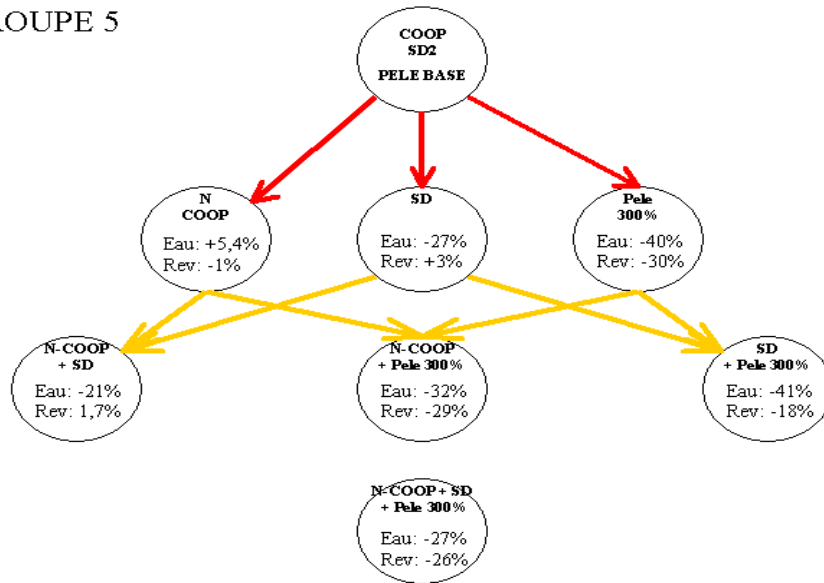 ROUPE 5
COOP
SD2
PELE BASE
N
COOP
Eau: +5,4%
Rev: -1%
SD
Eau: -27%
Rev: +3%
Pele
300%
Eau: -40%
Rev: -30%
N-COOP
+ SD
Eau: -21%
Rev: 1,7%
N-COOP
+ Pele 300%
Eau: -32%
Rev: -29%
SD
+ Pele 300%
Eau: -41%
Rev: -18%
N-COOP + SD
+ Pele 300%
Eau: -27%
Rev: -26%